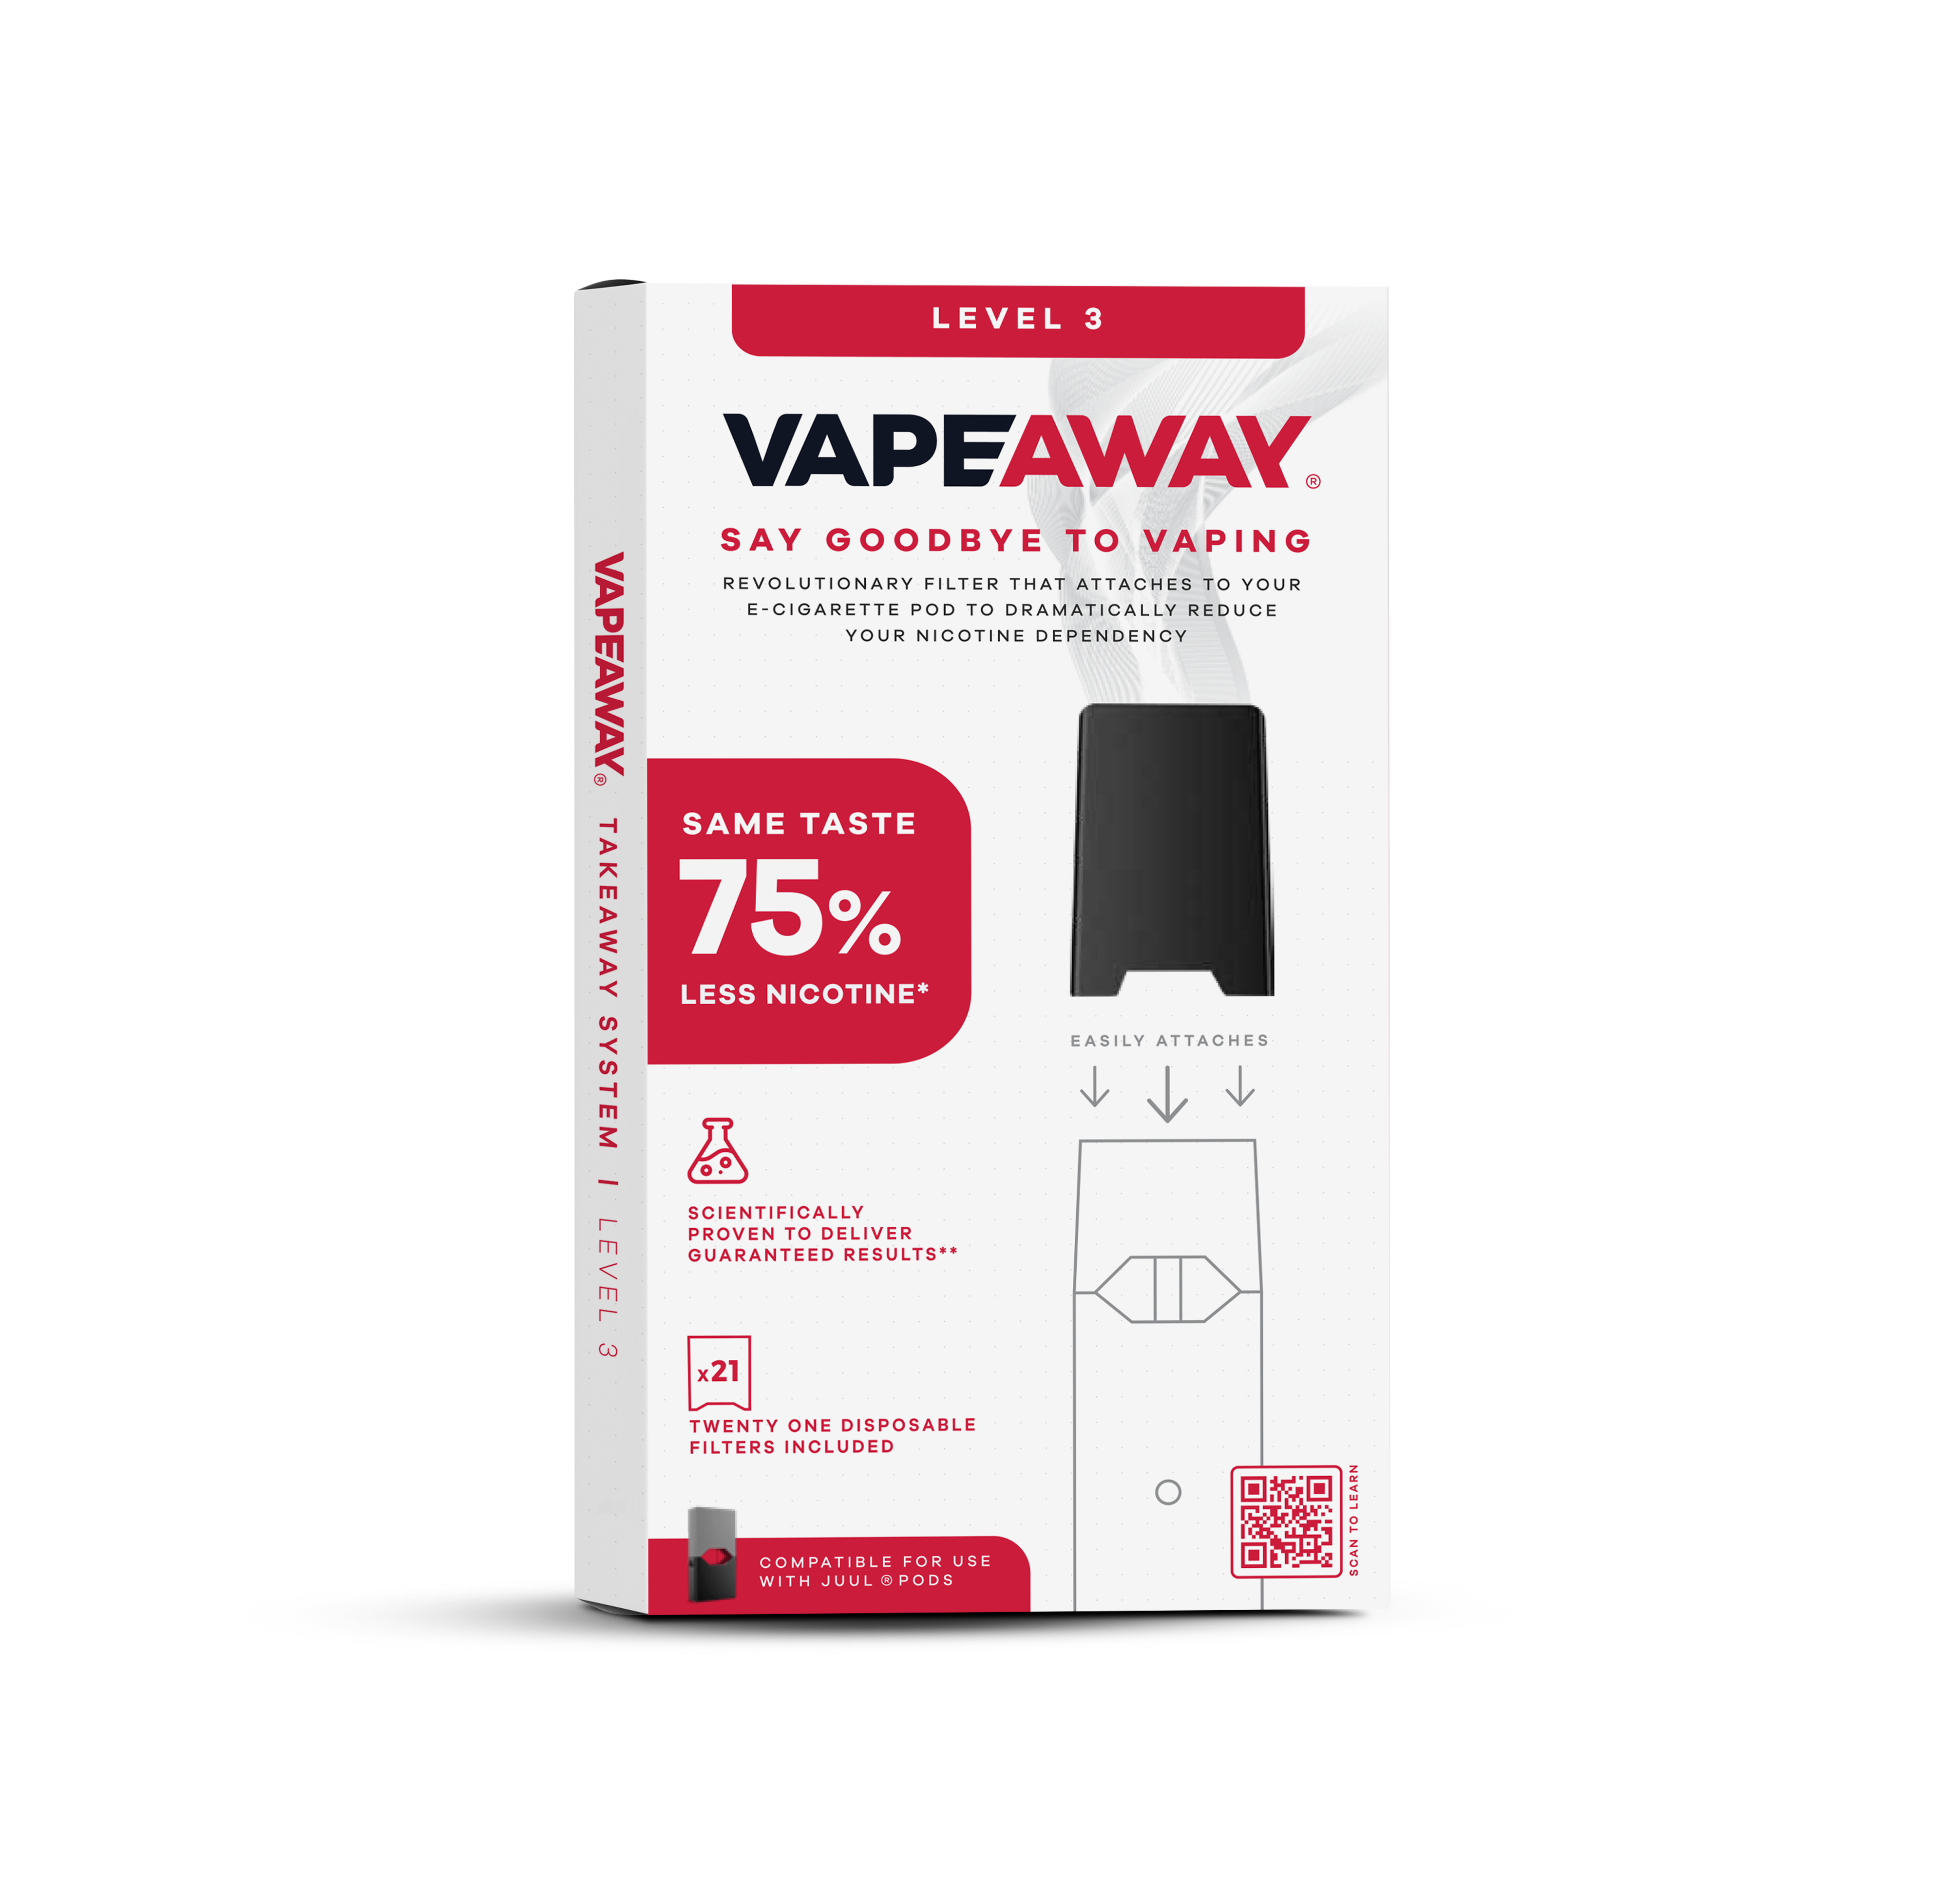 LEVEL 3
VAPEAWAY®
SAY GOODBYE TO VAPING
REVOLUTIONARY FILTER THAT ATTACHES TO YOUR
E-CIGARETTE POD TO DRAMATICALLY REDUCE
YOUR NICOTINE DEPENDENCY
SAME TASTE
75%
LESS NICOTINE*
EASILY ATTACHES
SCIENTIFICALLY
PROVEN TO DELIVER
GUARANTEED RESULTS**
x21
TWENTY ONE DISPOSABLE
FILTERS INCLUDED
COMPATIBLE FOR USE
WITH JUUL ® PODS
SCAN TO LEARN
VAPEAWAY® TAKEAWAY SYSTEM | LEVEL 3